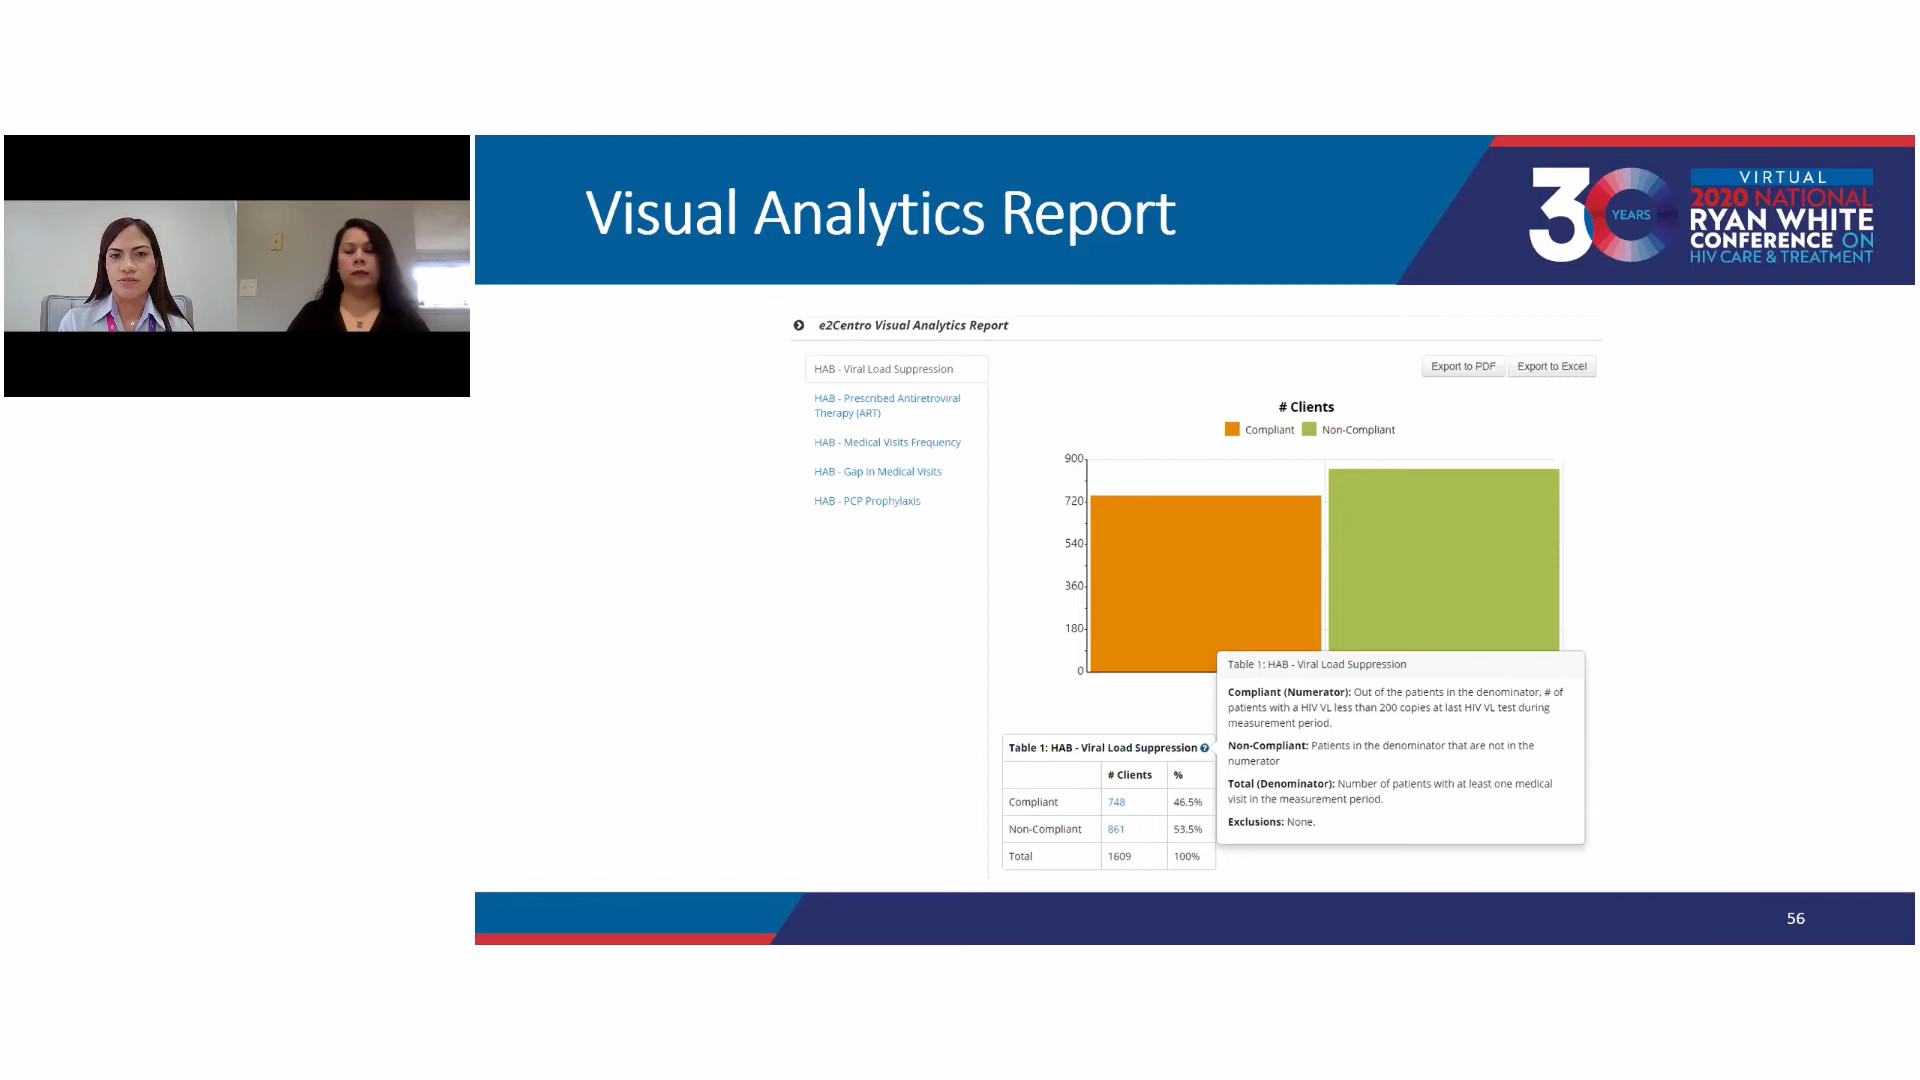 Visual Analytics Report
30
YEARS
VIRTUAL
2020 NATIONAL
RYAN WHITE
CONFERENCE ON
HIV CARE & TREATMENT
e2Centro Visual Analytics Report
HAB - Viral Load Suppression
HAB - Prescribed Antiretroviral
Therapy (ART)
HAB - Medical Visits Frequency
HAB - Gap in Medical Visits
HAB - PCP Prophylaxis
Export to PDF
Export to Excel
# Clients
Compliant
Non-Compliant
900
720
540
360
180
0
Table 1: HAB - Viral Load Suppression
Compliant (Numerator): Out of the patients in the denominator, # of
patients with a HIV VL less than 200 copies at last HIV VL test during
measurement period.
Non-Compliant: Patients in the denominator that are not in the
numerator
Total (Denominator): Number of patients with at least one medical
visit in the measurement period.
Exclusions: None.
Table 1: HAB - Viral Load Suppression ?
# Clients %
Compliant 748 46.5%
Non-Compliant 861 53.5%
Total 1609 100%
56